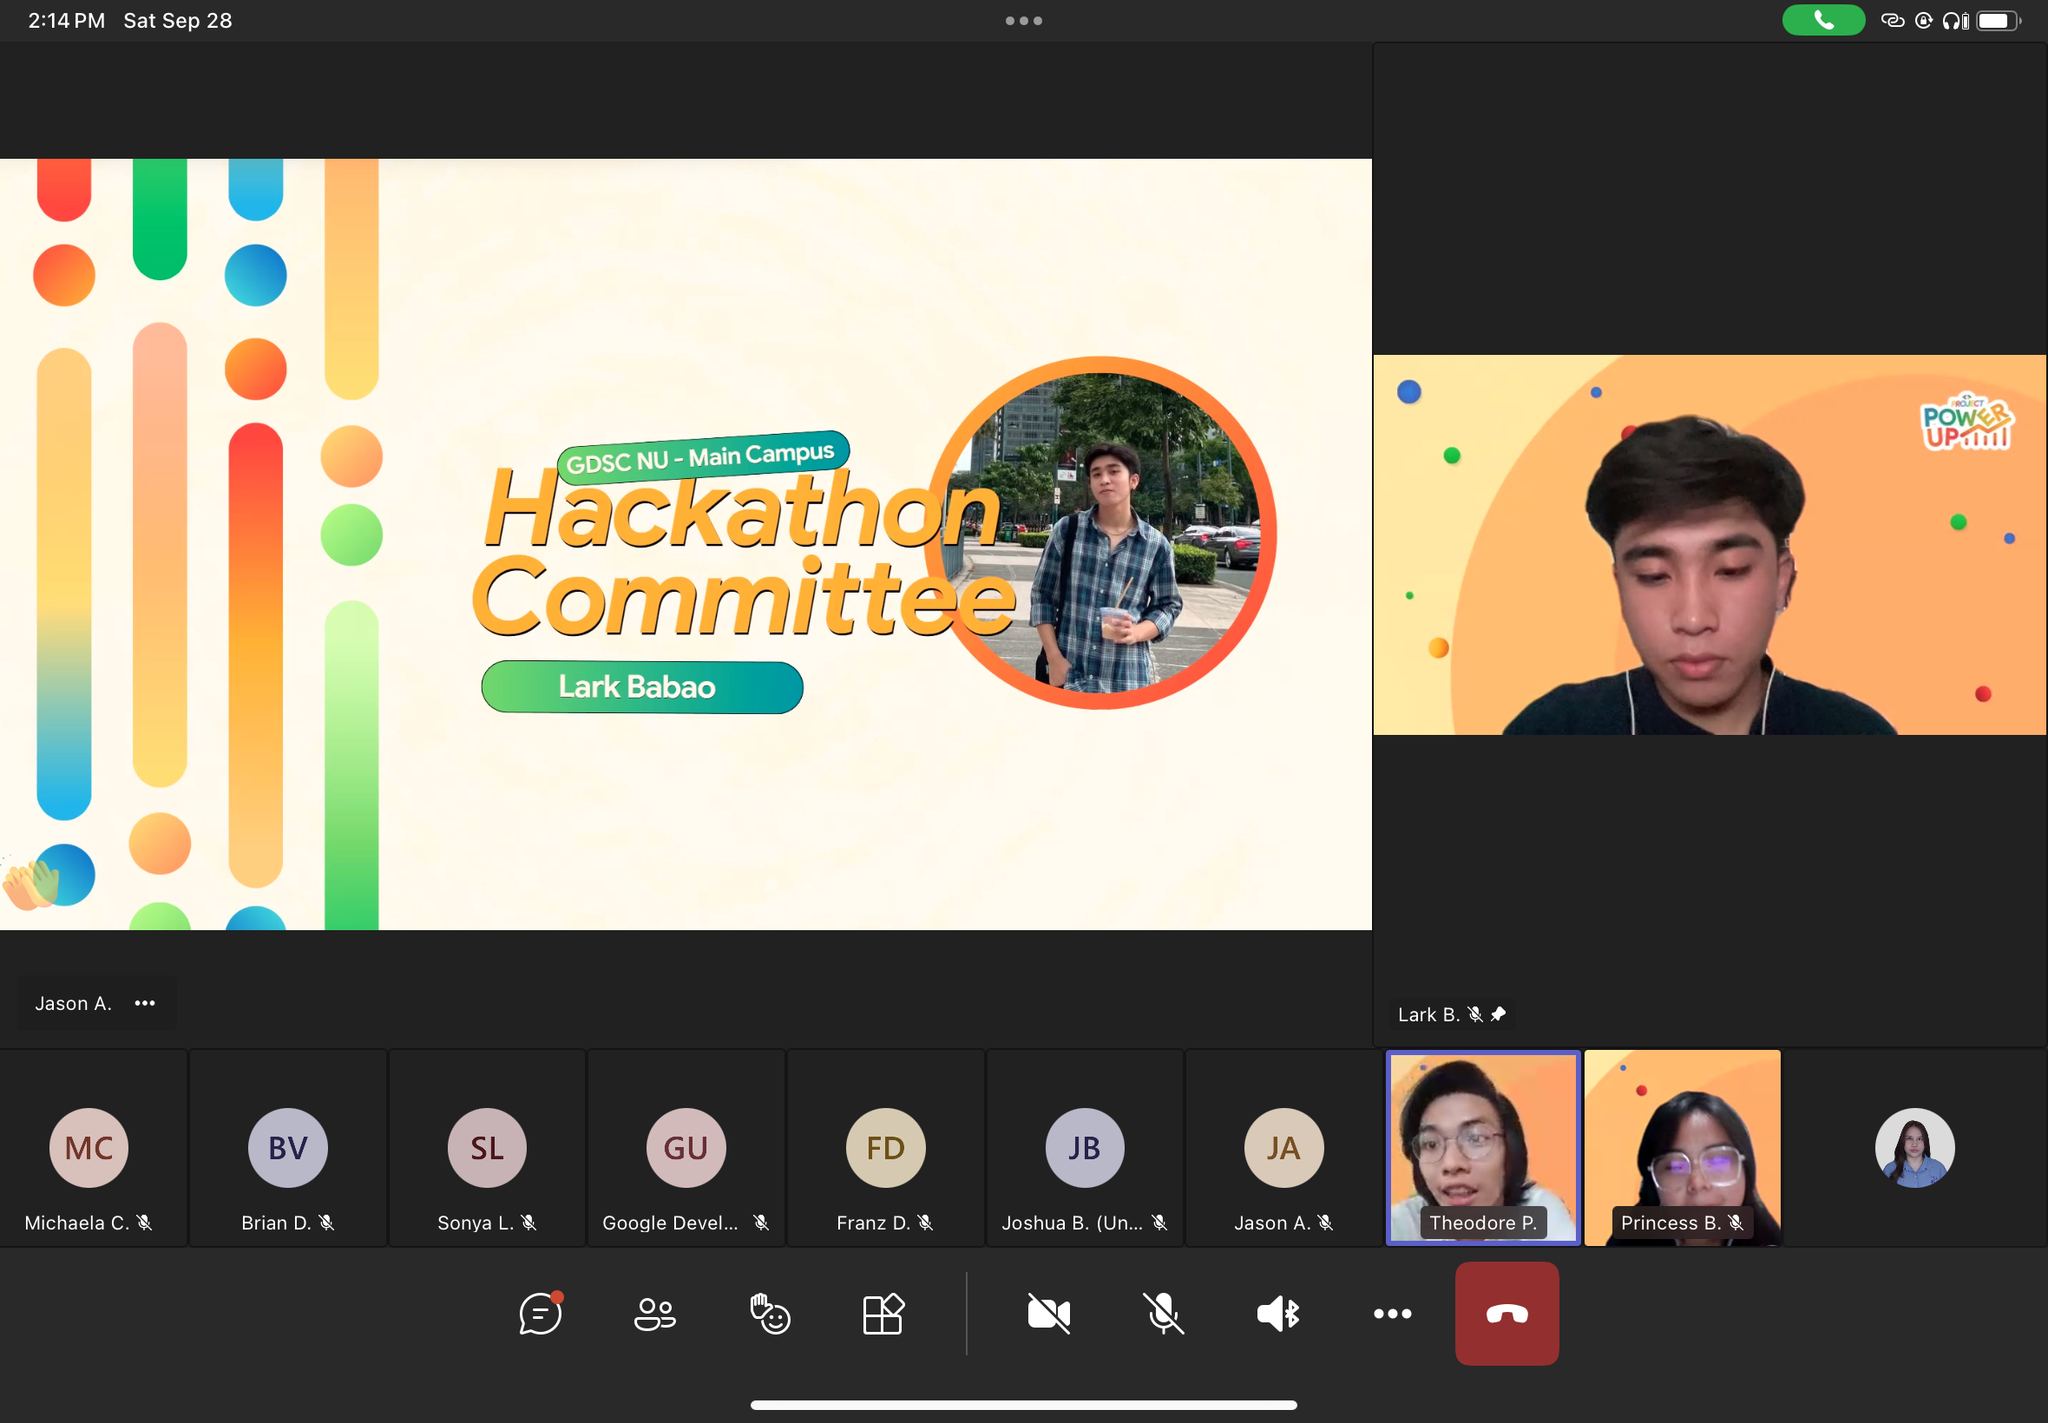 2:14 PM Sat Sep 28
GDSC NU - Main Campus
Hackathon
Committee
Lark Babao
PROJECT
POWER
UP
Jason A.
Lark B.
MC
Michaela C.
BV
Brian D.
SL
Sonya L.
GU
Google Devel...
FD
Franz D.
JB
Joshua B. (Un...
JA
Jason A.
Theodore P.
Princess B.